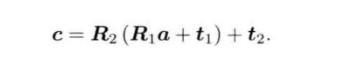 c = R₂ (R₁a + t₁) + t₂.